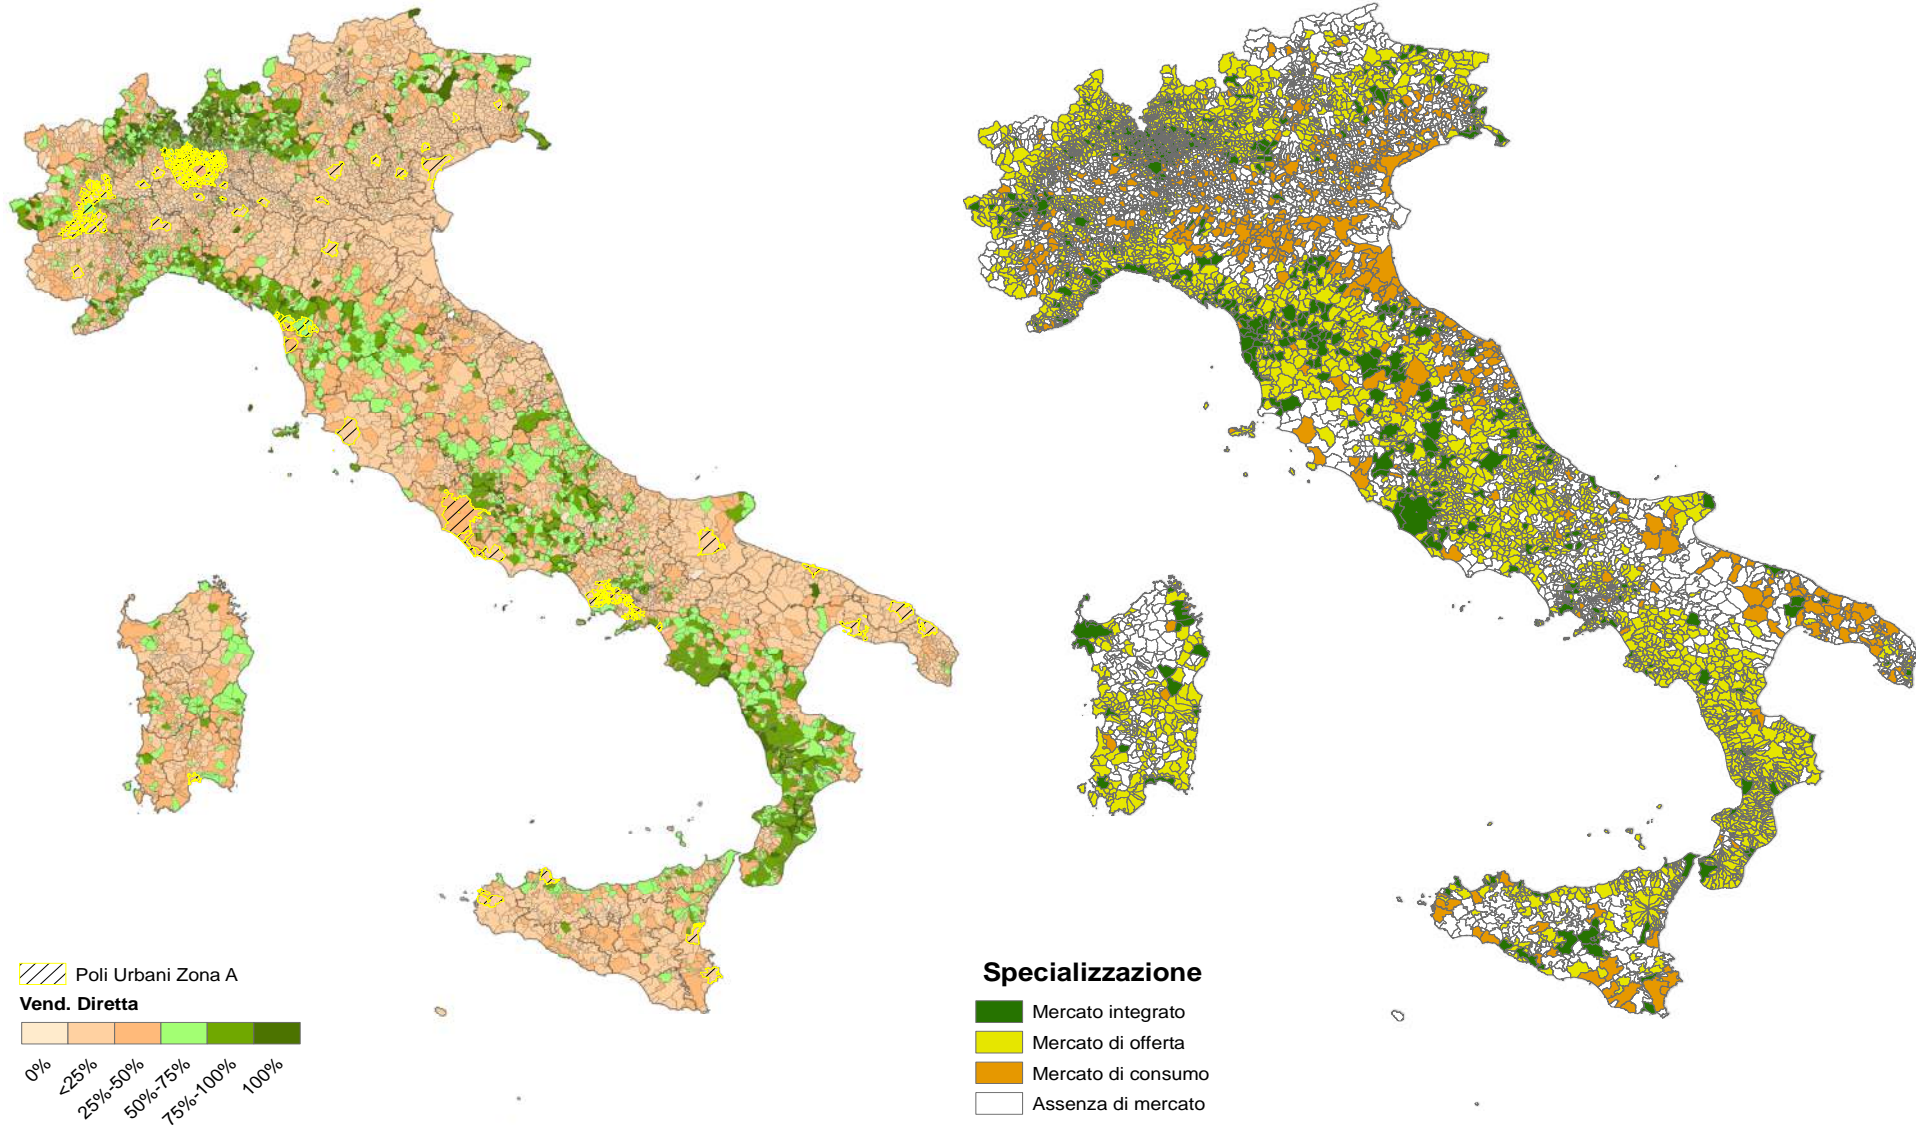 Poli Urbani Zona A
Vend. Diretta
0%
<25%
25%-50%
50%-75%
75%-100%
100%
Specializzazione
Mercato integrato
Mercato di offerta
Mercato di consumo
Assenza di mercato